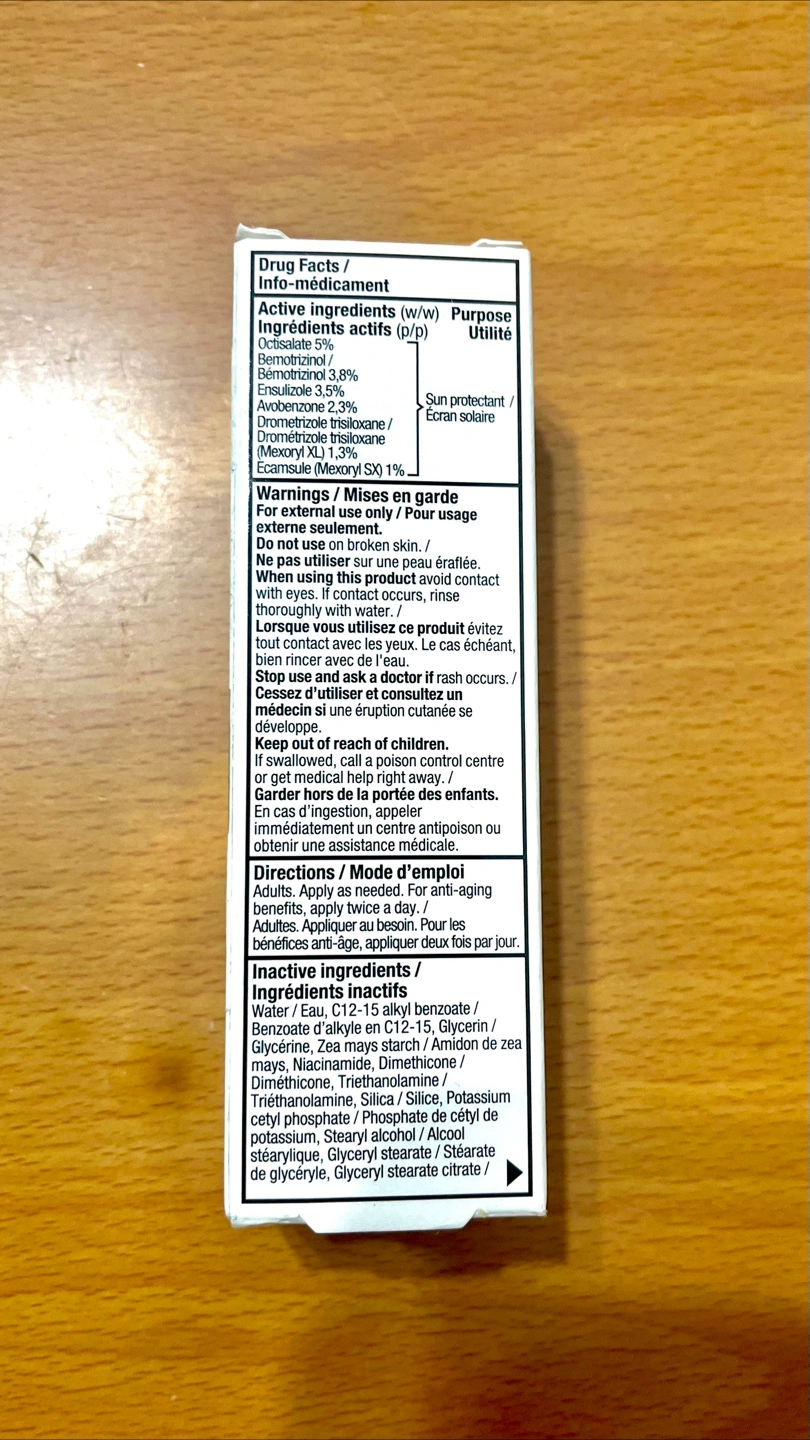 Drug Facts /
Info-médicament
Active ingredients (w/w) Purpose
Ingrédients actifs (p/p) Utilité
Octisalate 5%
Bemotrizinol /
Bémotrizinol 3,8%
Ensulizole 3,5%
Avobenzone 2,3%
Drometrizole trisiloxane /
Drométrizole trisiloxane
(Mexoryl XL) 1,3%
Ecamsule (Mexoryl SX) 1%
Sun protectant /
Écran solaire
Warnings / Mises en garde
For external use only / Pour usage
externe seulement.
Do not use on broken skin. /
Ne pas utiliser sur une peau éraflée.
When using this product avoid contact
with eyes. If contact occurs, rinse
thoroughly with water. /
Lorsque vous utilisez ce produit évitez
tout contact avec les yeux. Le cas échéant,
bien rincer avec de l'eau.
Stop use and ask a doctor if rash occurs. /
Cessez d'utiliser et consultez un
médecin si une éruption cutanée se
développe.
Keep out of reach of children.
If swallowed, call a poison control centre
or get medical help right away. /
Garder hors de la portée des enfants.
En cas d'ingestion, appeler
immédiatement un centre antipoison ou
obtenir une assistance médicale.
Directions / Mode d'emploi
Adults. Apply as needed. For anti-aging
benefits, apply twice a day. /
Adultes. Appliquer au besoin. Pour les
bénéfices anti-âge, appliquer deux fois par jour.
Inactive ingredients /
Ingrédients inactifs
Water / Eau, C12-15 alkyl benzoate /
Benzoate d'alkyle en C12-15, Glycerin /
Glycérine, Zea mays starch / Amidon de zea
mays, Niacinamide, Dimethicone /
Diméthicone, Triethanolamine /
Triéthanolamine, Silica / Silice, Potassium
cetyl phosphate / Phosphate de cétyl de
potassium, Stearyl alcohol / Alcool
stéarylique, Glyceryl stearate / Stéarate
de glycéryle, Glyceryl stearate citrate /